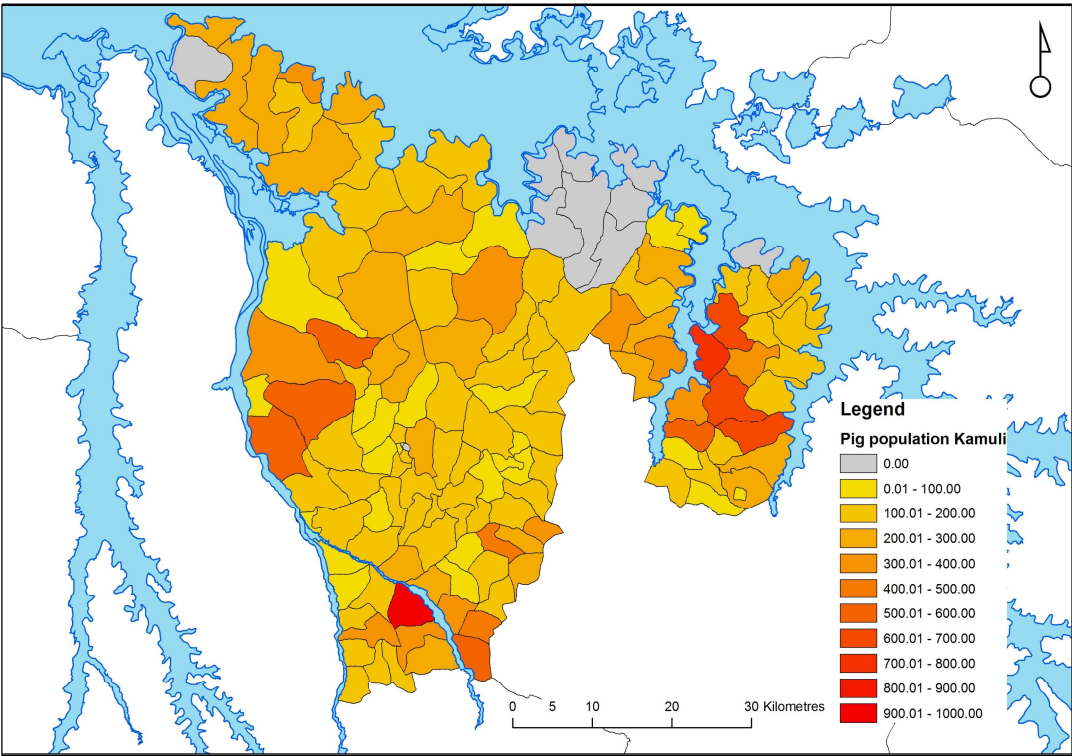 Legend
Pig population Kamuli
0.00
0.01 - 100.00
100.01 - 200.00
200.01 - 300.00
300.01 - 400.00
400.01 - 500.00
500.01 - 600.00
600.01 - 700.00
700.01 - 800.00
800.01 - 900.00
900.01 - 1000.00
0 5 10 20 30 Kilometres